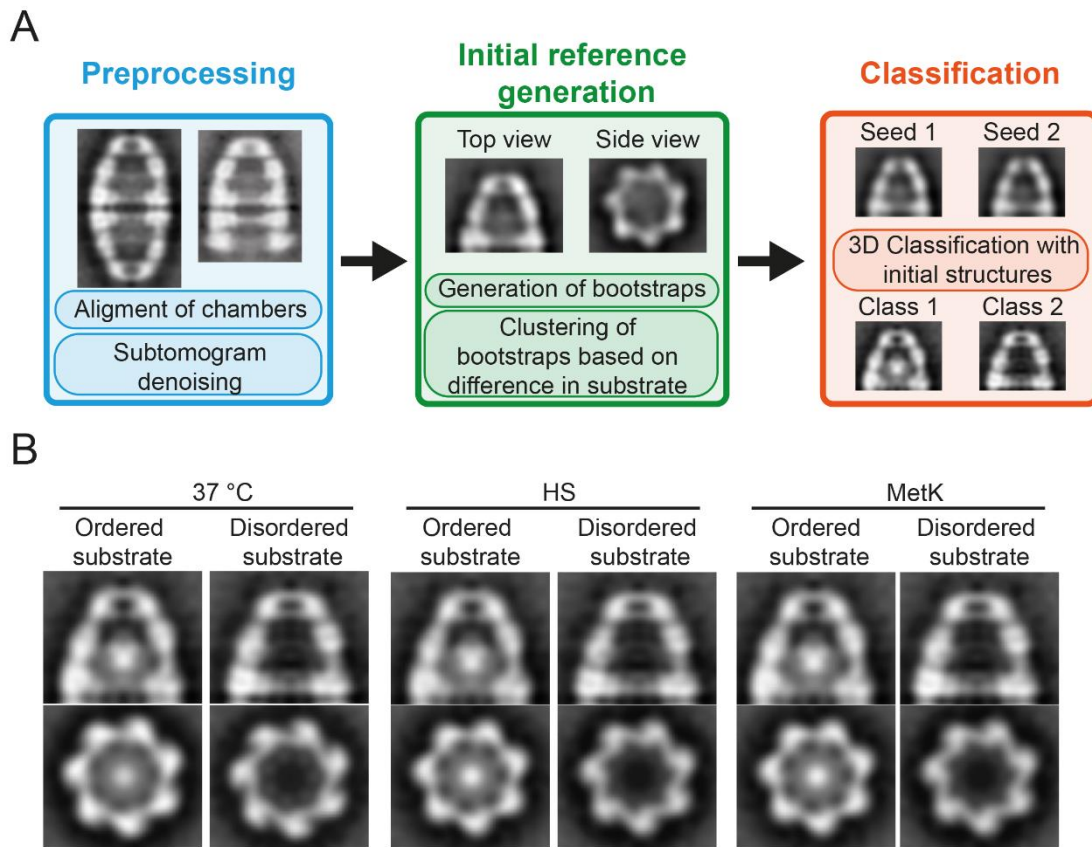 A
Preprocessing
Aligment of chambers
Subtomogram
denoising
Initial reference
generation
Top view
Side view
Generation of bootstraps
Clustering of
bootstraps based on
difference in substrate
Classification
Seed 1
Seed 2
3D Classification with
initial structures
Class 1
Class 2
B
37 °C
Ordered
substrate
Disordered
substrate
HS
Ordered
substrate
Disordered
substrate
MetK
Ordered
substrate
Disordered
substrate